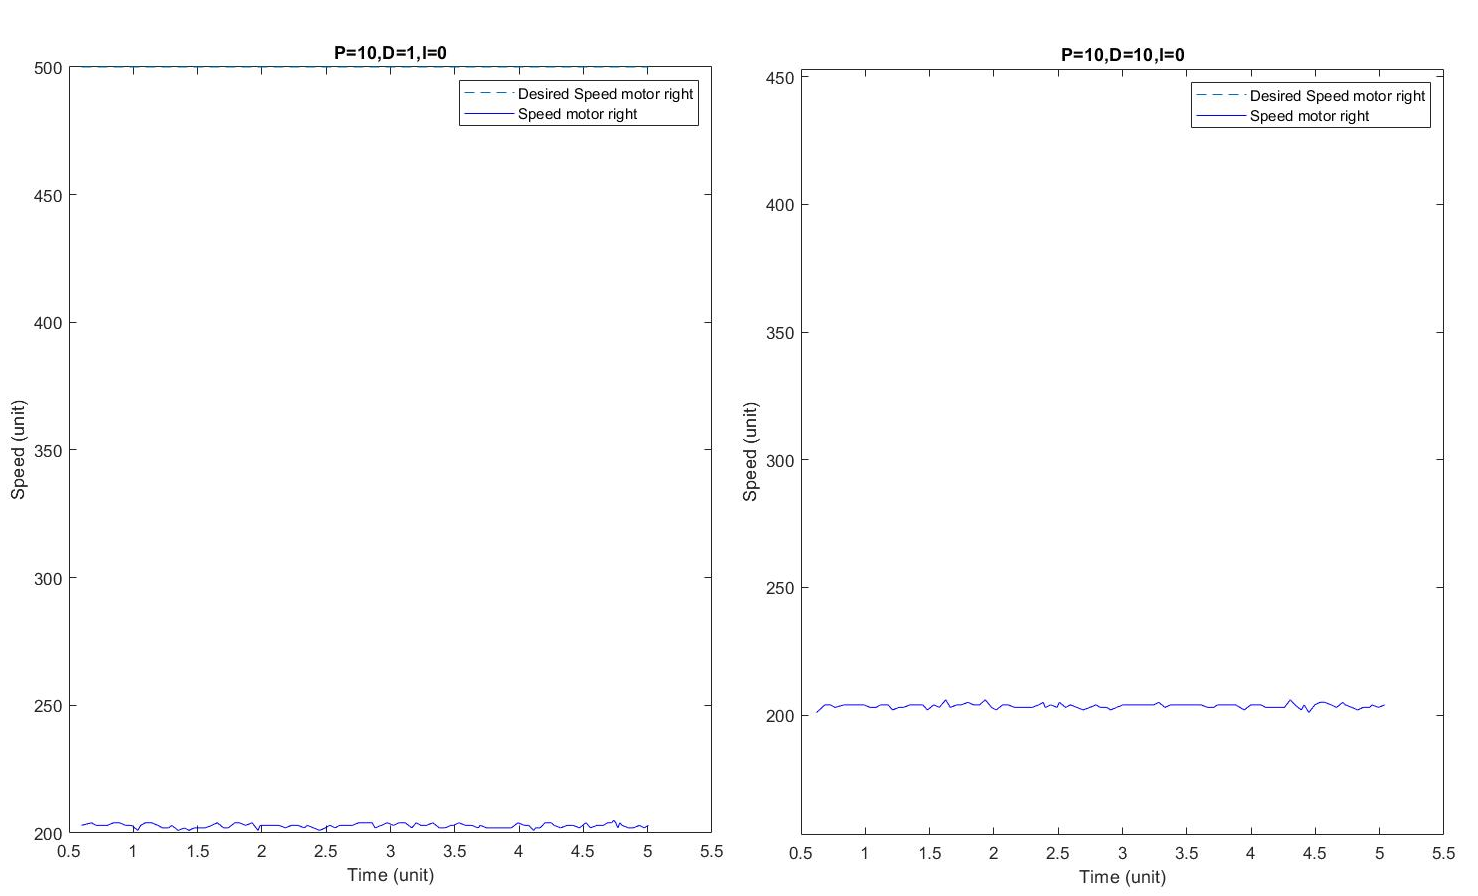 P=10,D=1,I=0
500
450
400
350
300
250
200
Speed (unit)
Desired Speed motor right
Speed motor right
0.5 1 1.5 2 2.5 3 3.5 4 4.5 5 5.5
Time (unit)
P=10,D=10,I=0
450
400
350
300
250
200
Speed (unit)
Desired Speed motor right
Speed motor right
0.5 1 1.5 2 2.5 3 3.5 4 4.5 5 5.5
Time (unit)